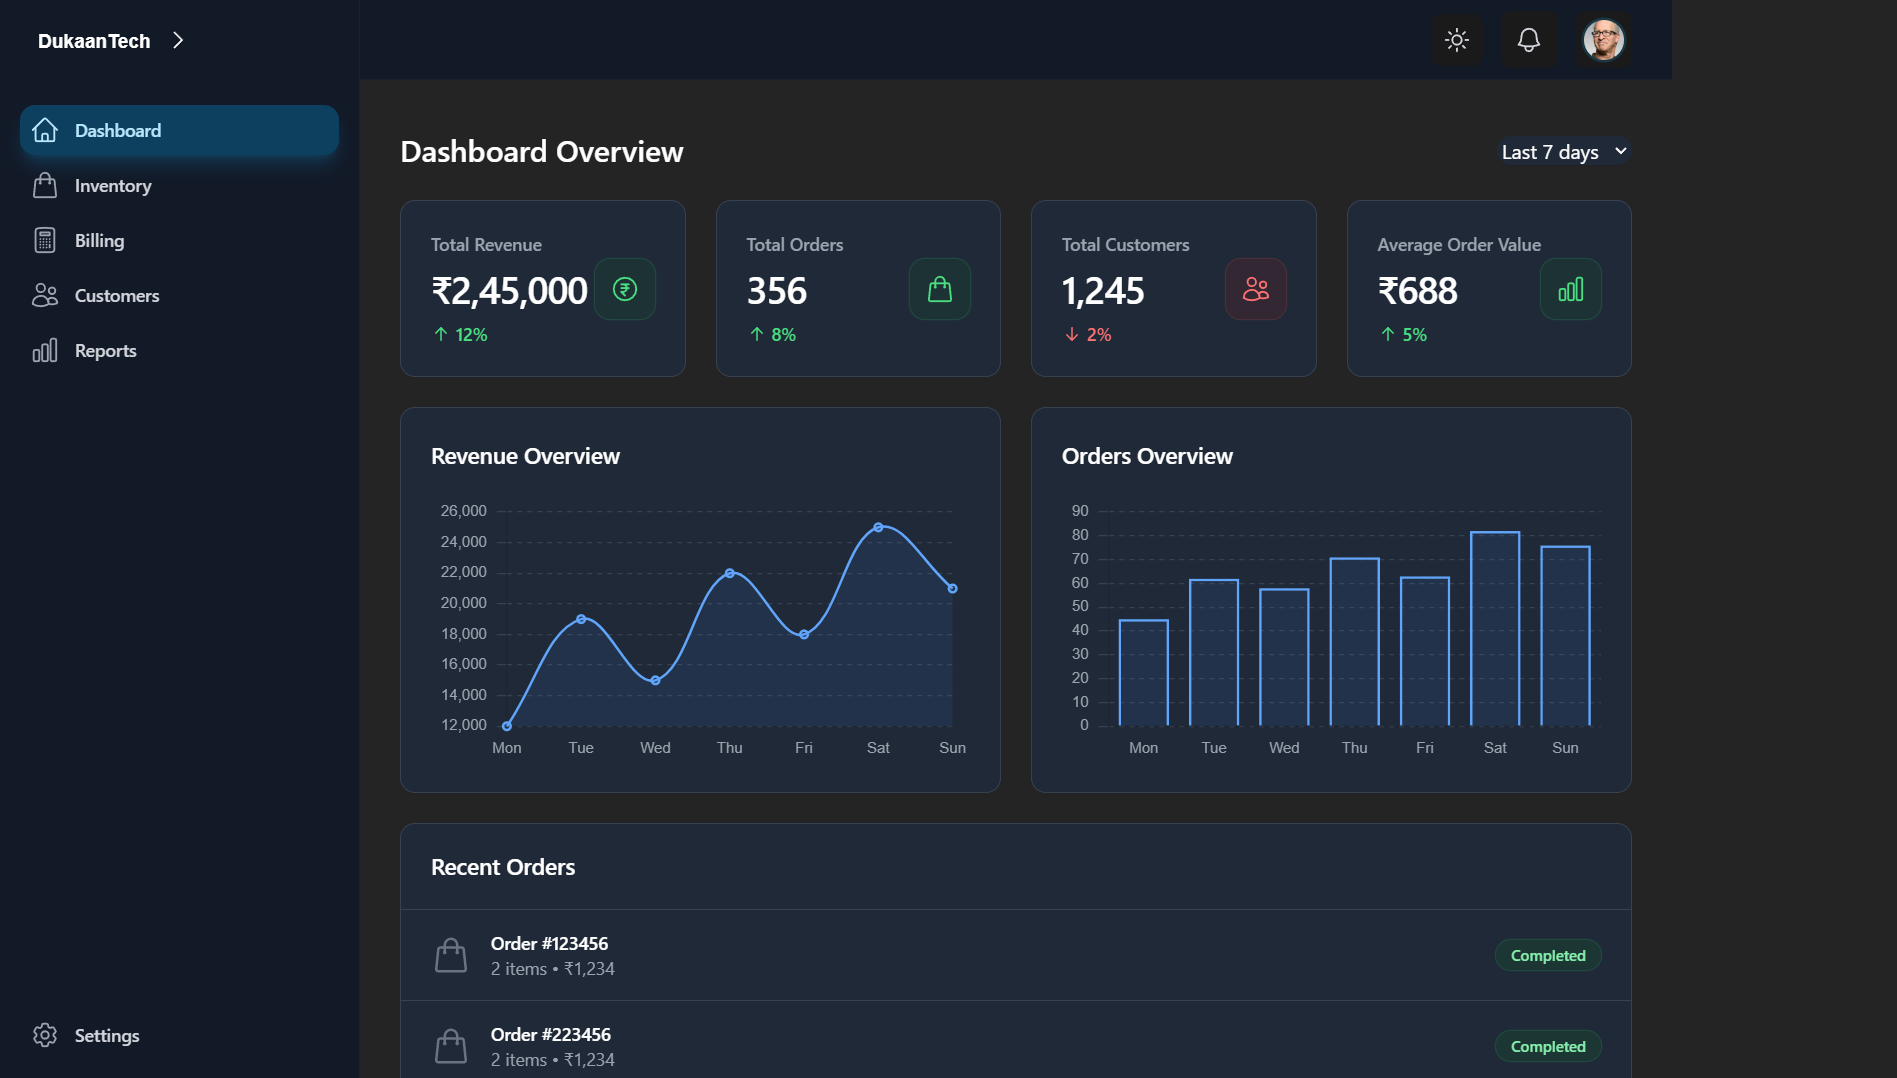 DukaanTech
Dashboard
Inventory
Billing
Customers
Reports
Settings
Dashboard Overview
Last 7 days
Total Revenue
₹2,45,000
12%
Total Orders
356
8%
Total Customers
1,245
2%
Average Order Value
₹688
5%
Revenue Overview
26,000
24,000
22,000
20,000
18,000
16,000
14,000
12,000
Mon Tue Wed Thu Fri Sat Sun
Orders Overview
90
80
70
60
50
40
30
20
10
0
Mon Tue Wed Thu Fri Sat Sun
Recent Orders
Order #123456
2 items • ₹1,234
Completed
Order #223456
2 items • ₹1,234
Completed